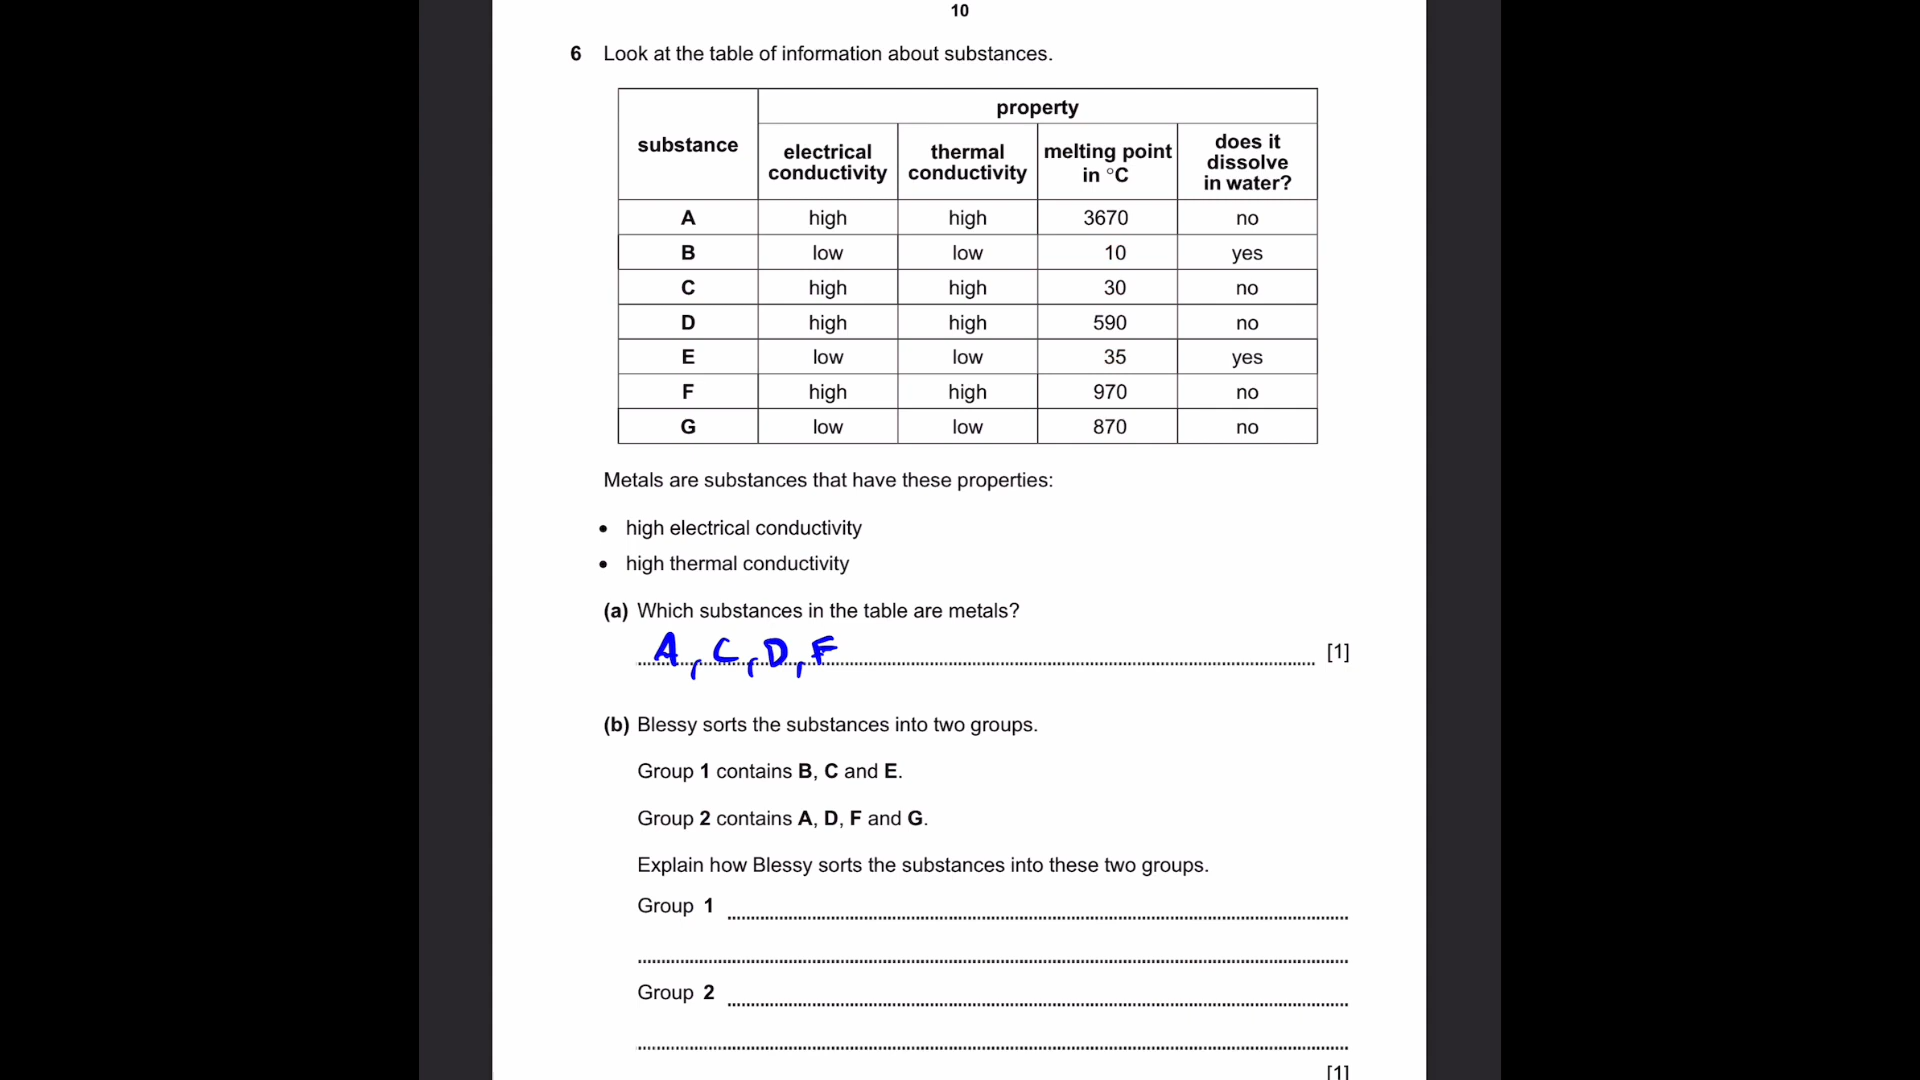 10
6 Look at the table of information about substances.
property
substance
electrical conductivity
thermal conductivity
melting point in °C
does it dissolve in water?
A high high 3670 no
B low low 10 yes
C high high 30 no
D high high 590 no
E low low 35 yes
F high high 970 no
G low low 870 no
Metals are substances that have these properties:
• high electrical conductivity
• high thermal conductivity
(a) Which substances in the table are metals?
A, C, D, F [1]
(b) Blessy sorts the substances into two groups.
Group 1 contains B, C and E.
Group 2 contains A, D, F and G.
Explain how Blessy sorts the substances into these two groups.
Group 1
Group 2
[1]